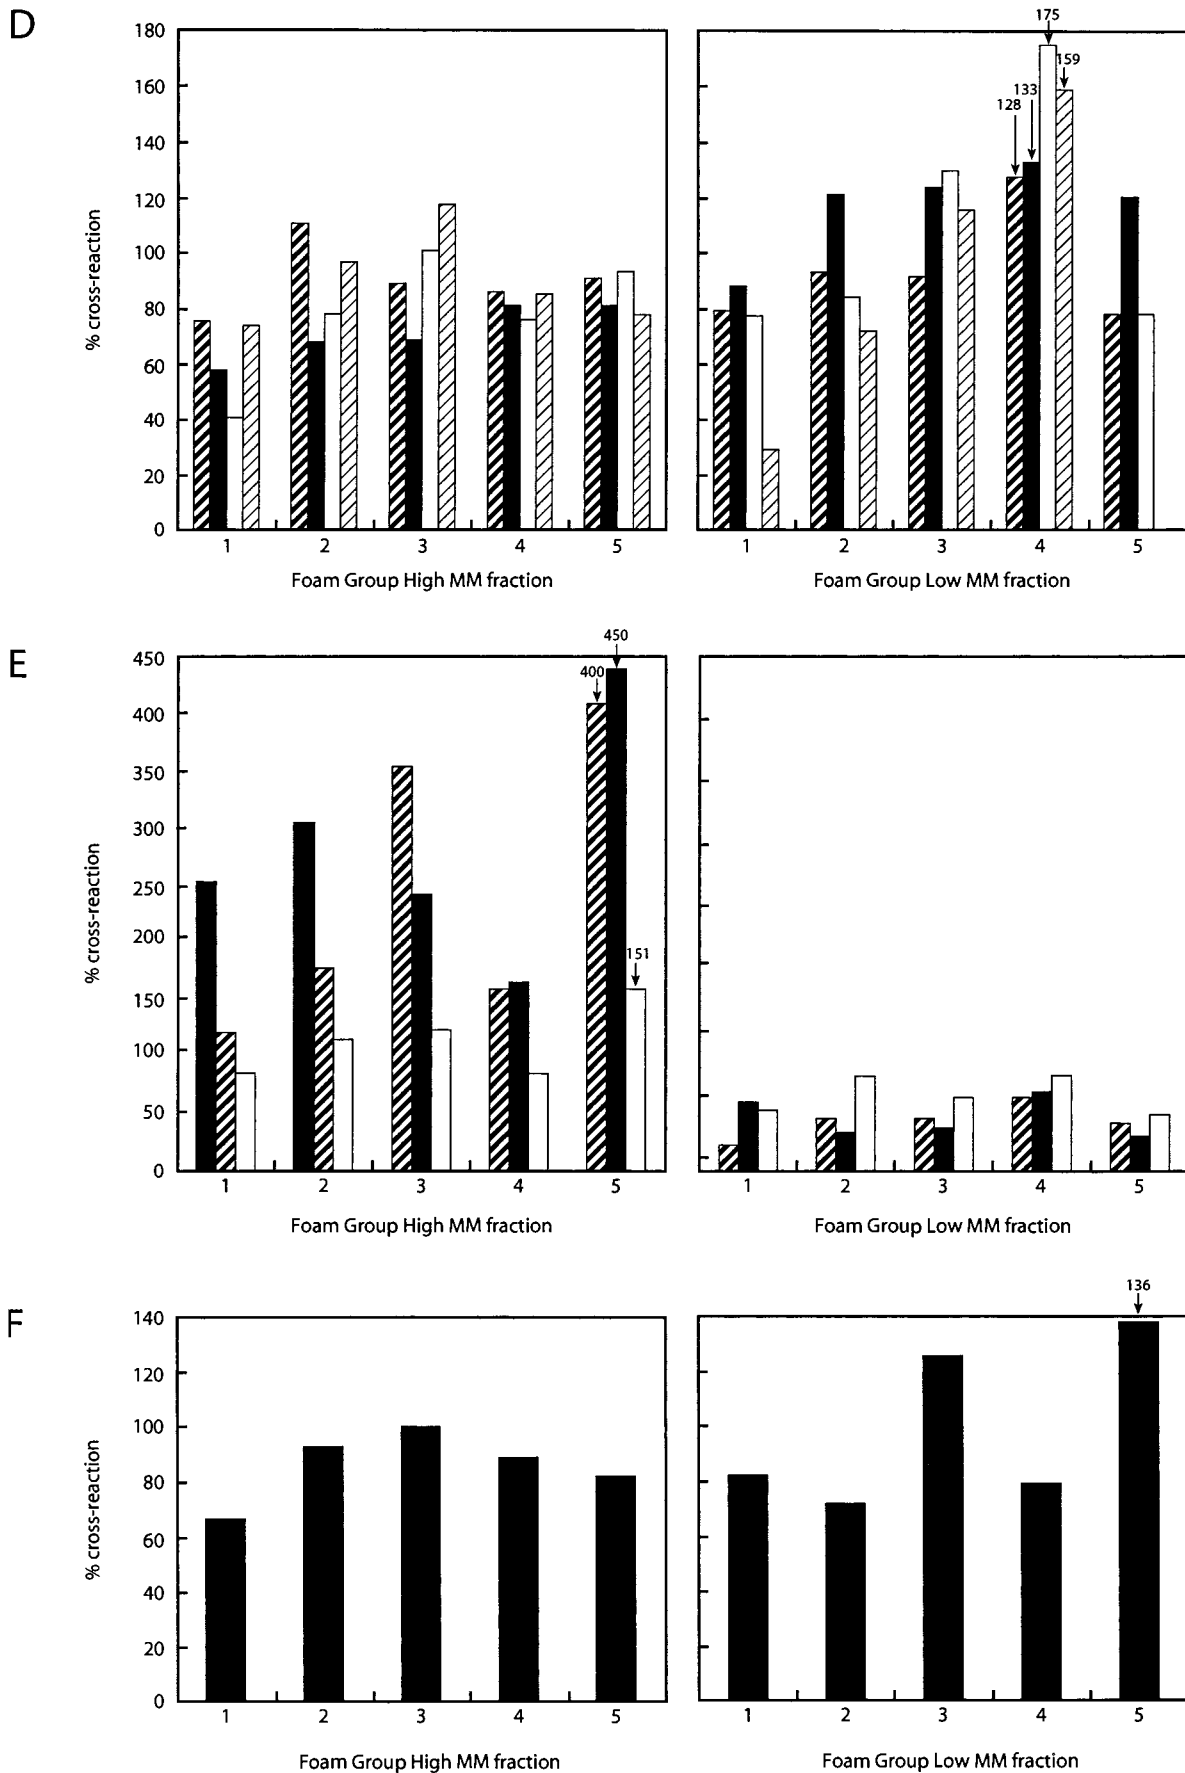 D
180
160
140
120
100
80
60
40
20
0
% cross-reaction
1 2 3 4 5
Foam Group High MM fraction
175
159
133
128
1 2 3 4 5
Foam Group Low MM fraction
E
450
400
350
300
250
200
150
100
50
0
% cross-reaction
450
400
151
1 2 3 4 5
Foam Group High MM fraction
1 2 3 4 5
Foam Group Low MM fraction
F
140
120
100
80
60
40
20
0
% cross-reaction
1 2 3 4 5
Foam Group High MM fraction
136
1 2 3 4 5
Foam Group Low MM fraction